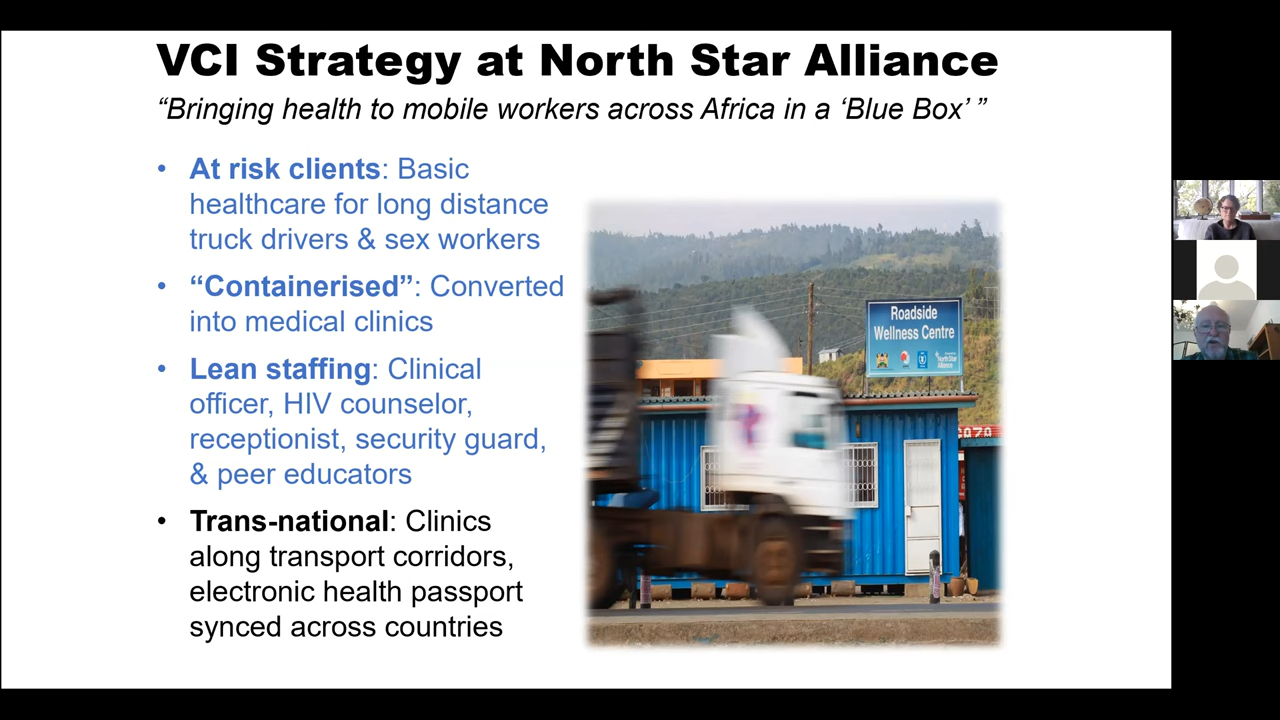 VCI Strategy at North Star Alliance
“Bringing health to mobile workers across Africa in a ‘Blue Box’ ”
• At risk clients: Basic
healthcare for long distance
truck drivers & sex workers
• “Containerised”: Converted
into medical clinics
• Lean staffing: Clinical
officer, HIV counselor,
receptionist, security guard,
& peer educators
• Trans-national: Clinics
along transport corridors,
electronic health passport
synced across countries
Roadside
Wellness Centre
North Star
Alliance